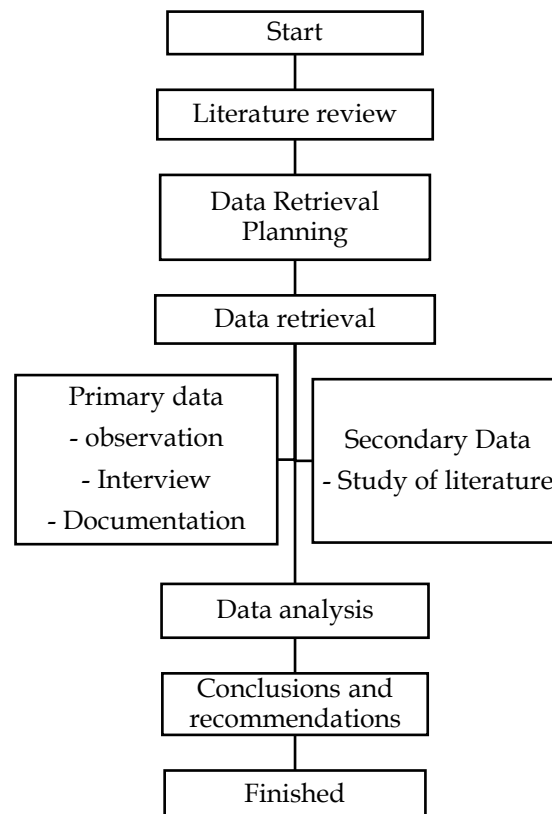 Start
Literature review
Data Retrieval
Planning
Data retrieval
Primary data
- observation
- Interview
- Documentation
Secondary Data
- Study of literature
Data analysis
Conclusions and
recommendations
Finished